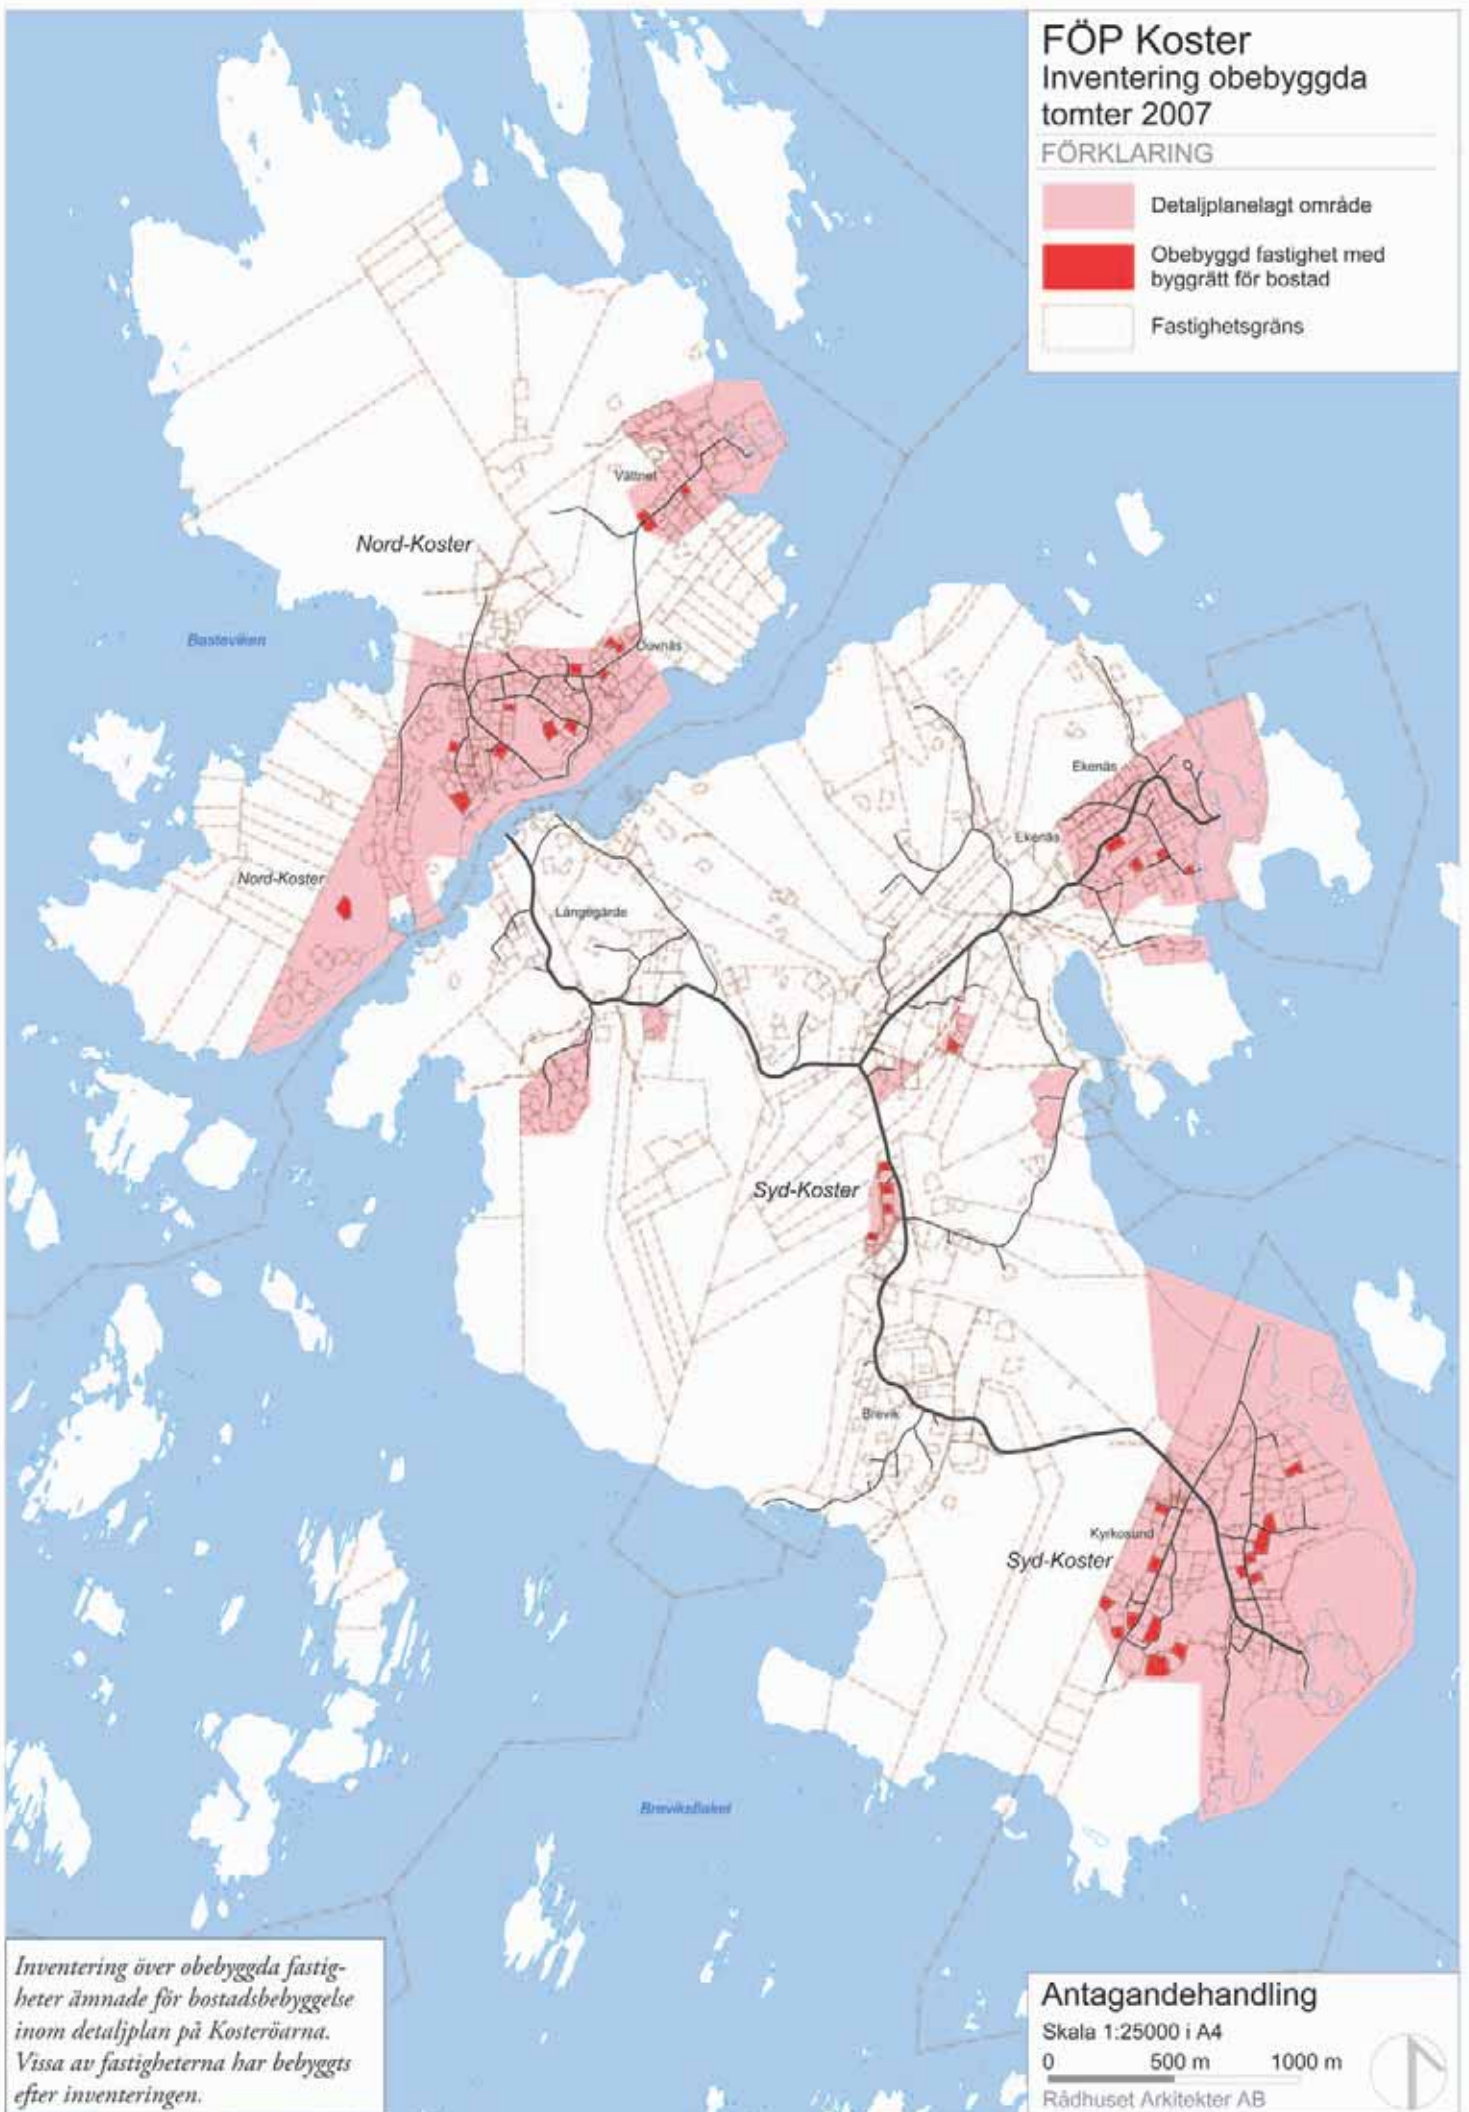 FÖP Koster
Inventering obebyggda
tomter 2007
FÖRKLARING
Detaljplanelagt område
Obebyggd fastighet med
byggrätt för bostad
Fastighetsgräns
Vättnet
Nord-Koster
Basteviken
Duvnäs
Ekenäs
Ekenäs
Nord-Koster
Långegärde
Syd-Koster
Brevik
Kyrkosund
Syd-Koster
Breviksflaket
Inventering över obebyggda fastig-
heter ämnade för bostadsbebyggelse
inom detaljplan på Kosteröarna.
Vissa av fastigheterna har bebyggts
efter inventeringen.
Antagandehandling
Skala 1:25000 i A4
0 500 m 1000 m
Rådhuset Arkitekter AB